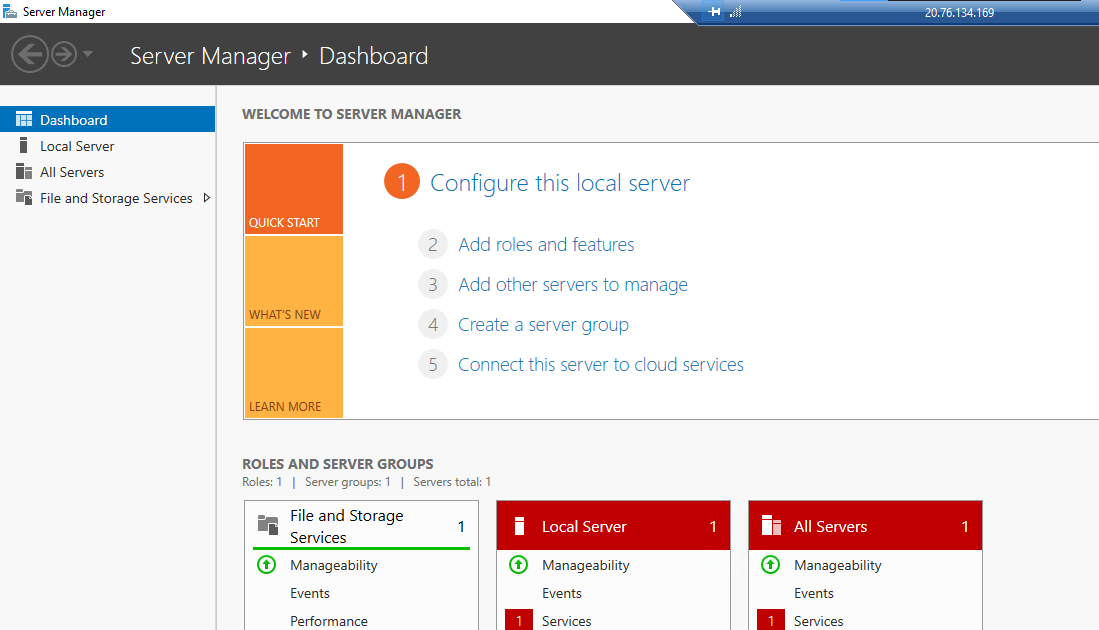 Server Manager
20.76.134.169
Server Manager ‣ Dashboard
Dashboard
Local Server
All Servers
File and Storage Services
WELCOME TO SERVER MANAGER
QUICK START
WHAT'S NEW
LEARN MORE
1 Configure this local server
2 Add roles and features
3 Add other servers to manage
4 Create a server group
5 Connect this server to cloud services
ROLES AND SERVER GROUPS
Roles: 1 | Server groups: 1 | Servers total: 1
File and Storage
Services
1
Manageability
Events
Performance
Local Server 1
Manageability
Events
1 Services
All Servers 1
Manageability
Events
1 Services